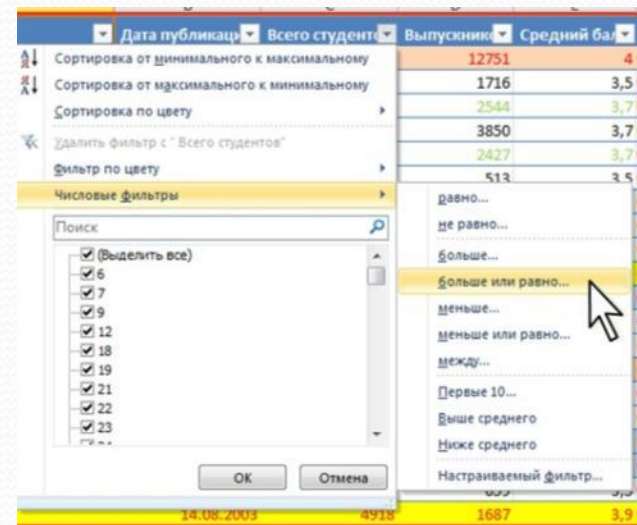 Дата публикаци Всего студент Выпускник Средний бал
Сортировка от минимального к максимальному
Сортировка от максимального к минимальному
Сортировка по цвету
Удалить фильтр с "Всего студентов"
Фильтр по цвету
Числовые фильтры
Поиск
(Выделить все)
6
7
9
12
18
19
21
22
23
OK Отмена
12751 4
1716 3,5
2544 3,7
3850 3,7
2427 3,7
513 3,5
равно...
не равно...
больше...
больше или равно...
меньше...
меньше или равно...
между...
Первые 10...
Выше среднего
Ниже среднего
Настраиваемый фильтр...
14.08.2003 4918 1687 3,9